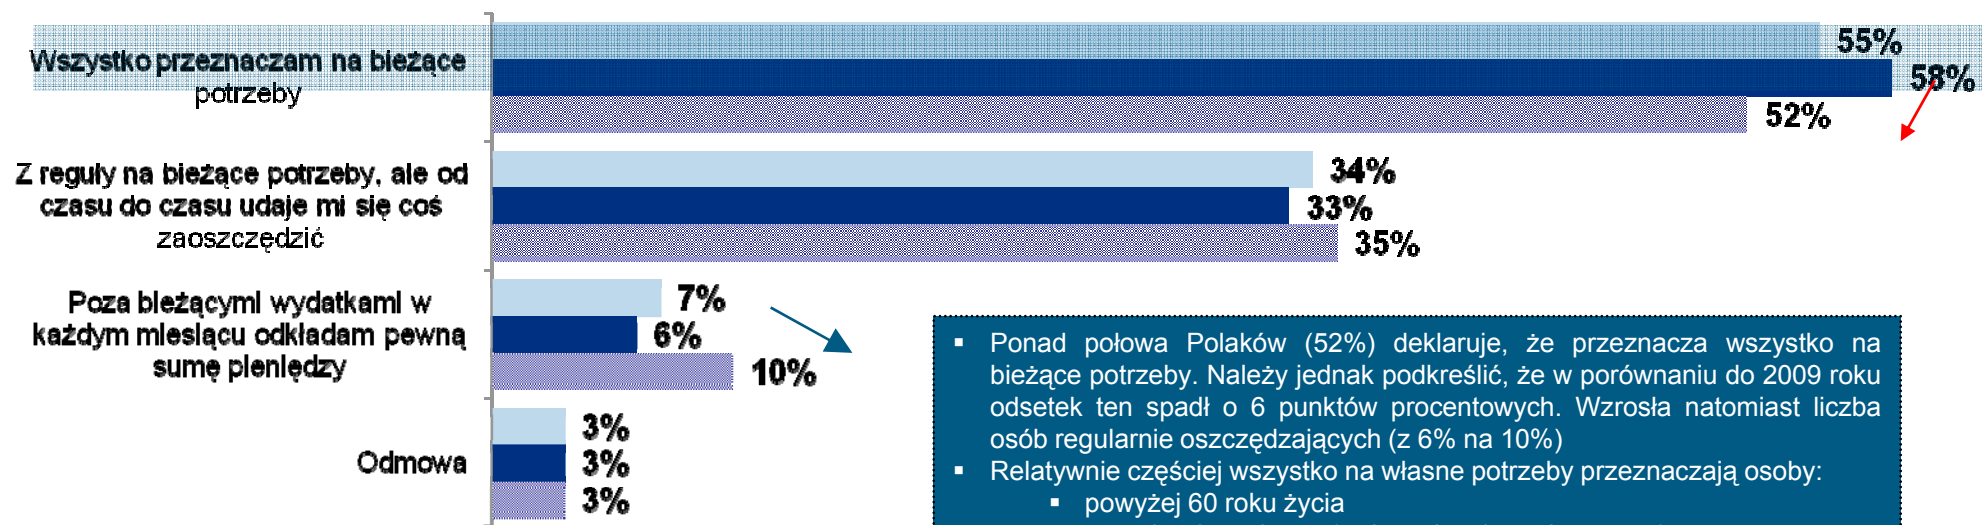 Wszystko przeznaczam na bieżące
potrzeby
55%
58%
52%
Z reguły na bieżące potrzeby, ale od
czasu do czasu udaje mi się coś
zaoszczędzić
34%
33%
35%
Poza bieżącymi wydatkami w
każdym miesiącu odkładam pewną
sumę pieniędzy
7%
6%
10%
Odmowa
3%
3%
3%
▪ Ponad połowa Polaków (52%) deklaruje, że przeznacza wszystko na
bieżące potrzeby. Należy jednak podkreślić, że w porównaniu do 2009 roku
odsetek ten spadł o 6 punktów procentowych. Wzrosła natomiast liczba
osób regularnie oszczędzających (z 6% na 10%)
▪ Relatywnie częściej wszystko na własne potrzeby przeznaczają osoby:
▪ powyżej 60 roku życia